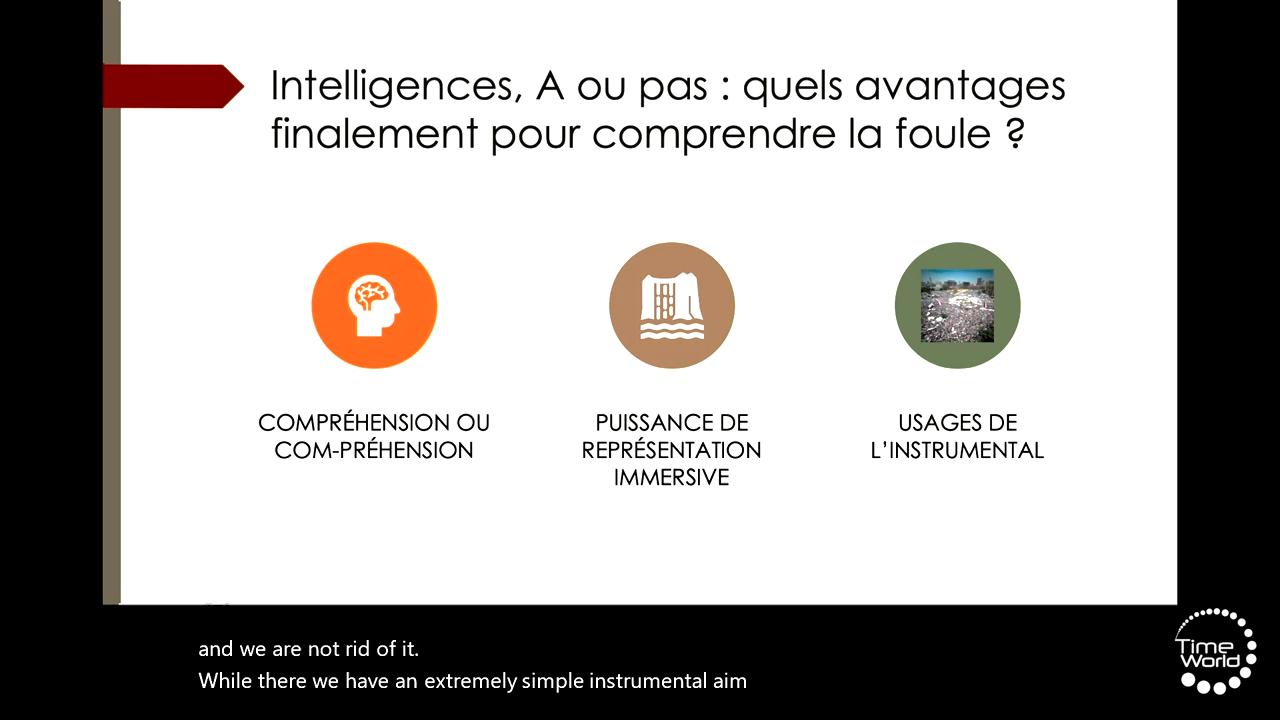 Intelligences, A ou pas : quels avantages
finalement pour comprendre la foule ?
COMPRÉHENSION OU
COM-PRÉHENSION
PUISSANCE DE
REPRÉSENTATION
IMMERSIVE
USAGES DE
L’INSTRUMENTAL
and we are not rid of it.
While there we have an extremely simple instrumental aim
Time
World